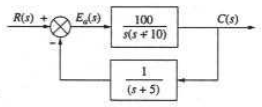 R(s) + Eₐ(s) 100 C(s)
s(s + 10)
−
1
(s + 5)